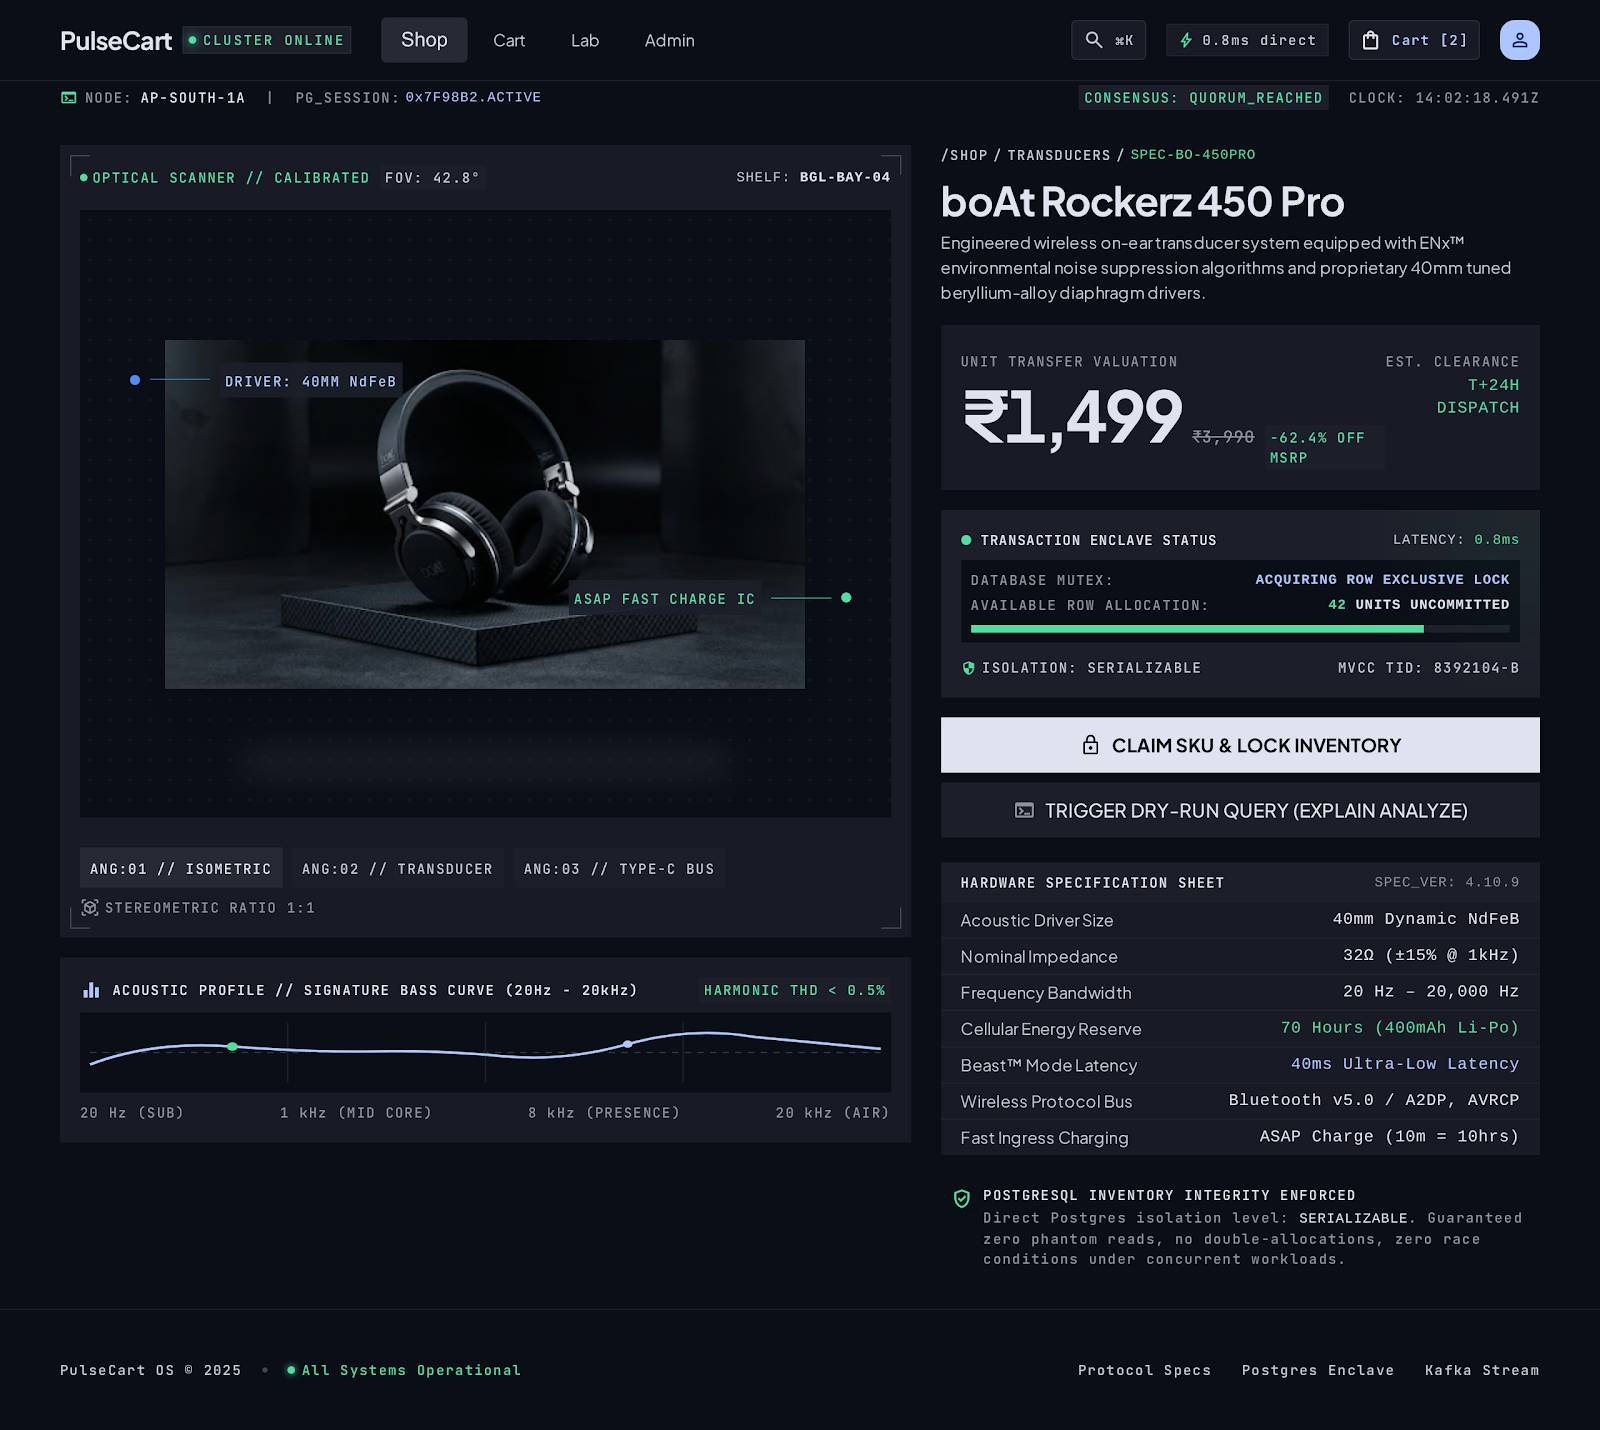 PulseCart
CLUSTER ONLINE
Shop
Cart
Lab
Admin
⌘K
0.8ms direct
Cart [2]
NODE: AP-SOUTH-1A | PG_SESSION: 0x7F98B2.ACTIVE
CONSENSUS: QUORUM_REACHED
CLOCK: 14:02:18.491Z
OPTICAL SCANNER // CALIBRATED
FOV: 42.8°
SHELF: BGL-BAY-04
DRIVER: 40MM NdFeB
boAt
ASAP FAST CHARGE IC
ANG:01 // ISOMETRIC
ANG:02 // TRANSDUCER
ANG:03 // TYPE-C BUS
STEREOMETRIC RATIO 1:1
ACOUSTIC PROFILE // SIGNATURE BASS CURVE (20Hz - 20kHz)
HARMONIC THD < 0.5%
20 Hz (SUB)
1 kHz (MID CORE)
8 kHz (PRESENCE)
20 kHz (AIR)
/SHOP / TRANSDUCERS / SPEC-BO-450PRO
boAt Rockerz 450 Pro
Engineered wireless on-ear transducer system equipped with ENx™
environmental noise suppression algorithms and proprietary 40mm tuned
beryllium-alloy diaphragm drivers.
UNIT TRANSFER VALUATION
₹1,499
₹3,990
-62.4% OFF
MSRP
EST. CLEARANCE
T+24H
DISPATCH
TRANSACTION ENCLAVE STATUS
LATENCY: 0.8ms
DATABASE MUTEX: ACQUIRING ROW EXCLUSIVE LOCK
AVAILABLE ROW ALLOCATION: 42 UNITS UNCOMMITTED
ISOLATION: SERIALIZABLE
MVCC TID: 8392104-B
CLAIM SKU & LOCK INVENTORY
TRIGGER DRY-RUN QUERY (EXPLAIN ANALYZE)
HARDWARE SPECIFICATION SHEET
SPEC_VER: 4.10.9
Acoustic Driver Size 40mm Dynamic NdFeB
Nominal Impedance 32Ω (±15% @ 1kHz)
Frequency Bandwidth 20 Hz – 20,000 Hz
Cellular Energy Reserve 70 Hours (400mAh Li-Po)
Beast™ Mode Latency 40ms Ultra-Low Latency
Wireless Protocol Bus Bluetooth v5.0 / A2DP, AVRCP
Fast Ingress Charging ASAP Charge (10m = 10hrs)
POSTGRESQL INVENTORY INTEGRITY ENFORCED
Direct Postgres isolation level: SERIALIZABLE. Guaranteed
zero phantom reads, no double-allocations, zero race
conditions under concurrent workloads.
PulseCart OS © 2025 • All Systems Operational
Protocol Specs
Postgres Enclave
Kafka Stream